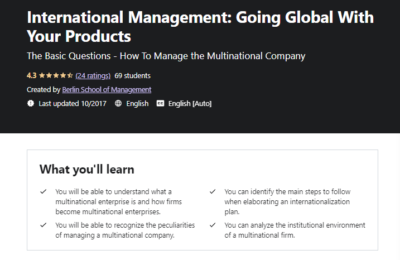 International Management: Going Global With
Your Products
The Basic Questions - How To Manage the Multinational Company
4.3 (24 ratings) 69 students
Created by Berlin School of Management
Last updated 10/2017 English English [Auto]
What you'll learn
You will be able to understand what a
multinational enterprise is and how firms
become multinational enterprises.
You will be able to recognize the peculiarities
of managing a multinational company.
You can identify the main steps to follow
when elaborating an internationalization
plan.
You can analyze the institutional environment
of a multinational firm.